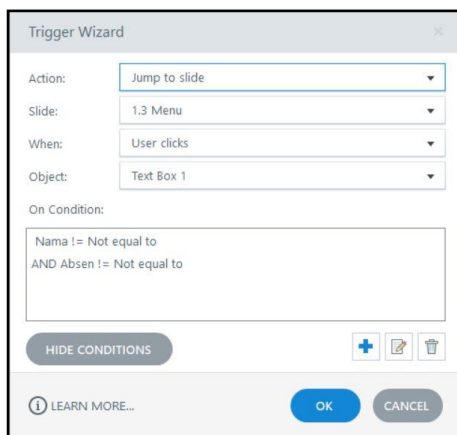 Trigger Wizard
Action: Jump to slide
Slide: 1.3 Menu
When: User clicks
Object: Text Box 1
On Condition:
Nama != Not equal to
AND Absen != Not equal to
HIDE CONDITIONS
LEARN MORE... OK CANCEL